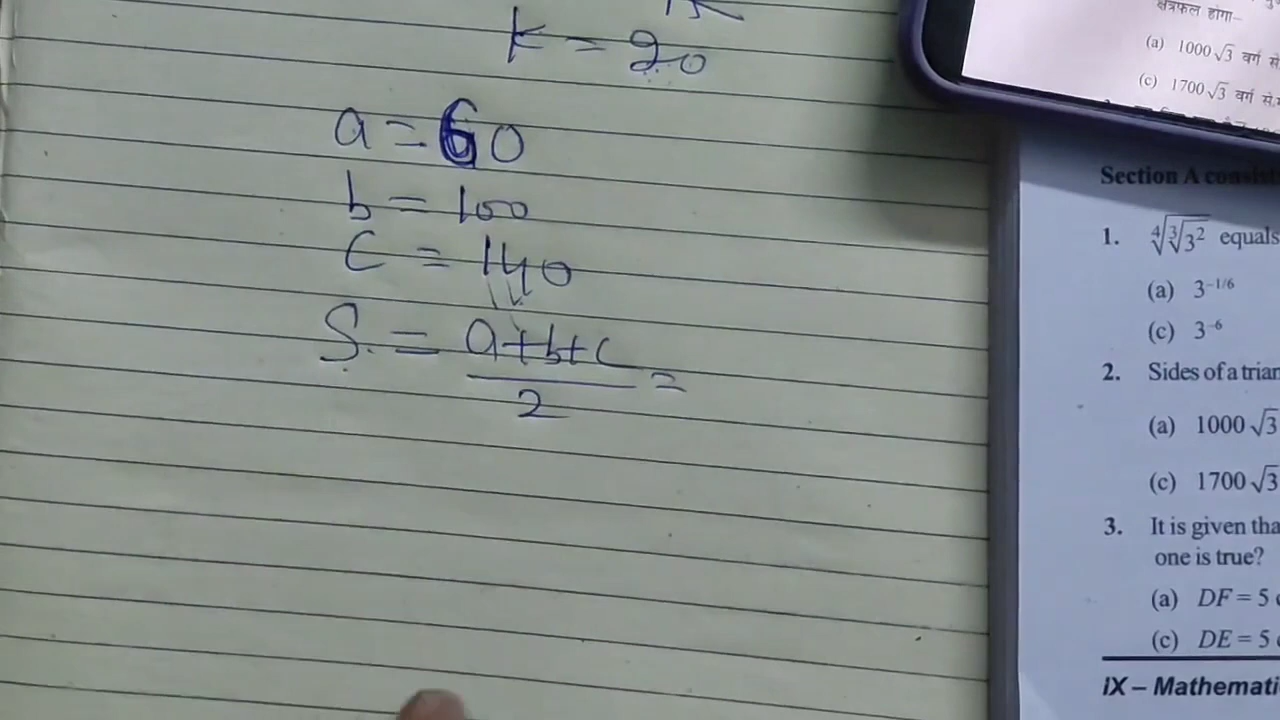 K = 20
a = 60
b = 100
c = 140
S. = a+b+c / 2 =
क्षेत्रफल होगा–
(a) 1000√3 वर्ग से
(c) 1700√3 वर्ग से.
Section A consist
1. ∜∛3² equals
(a) 3⁻¹/⁶
(c) 3⁻⁶
2. Sides of a trian
(a) 1000 √3
(c) 1700 √3
3. It is given tha
one is true?
(a) DF = 5
(c) DE = 5
iX – Mathemati